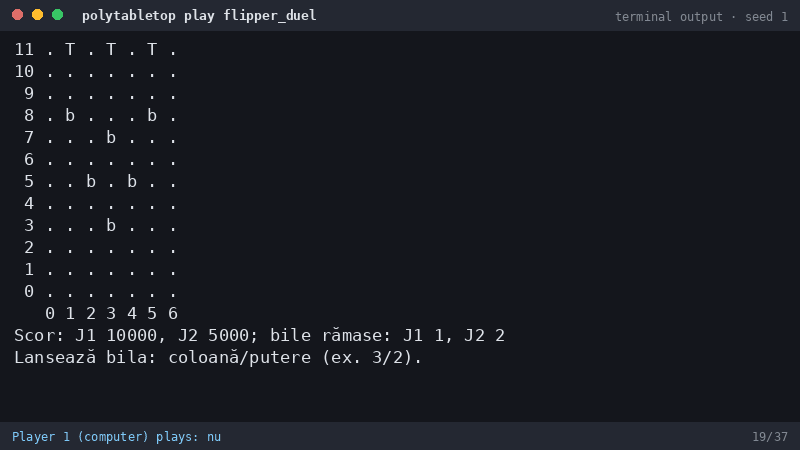 polytabletop play flipper_duel
terminal output · seed 1
11 . T . T . T .
10 . . . . . . .
9 . . . . . . .
8 . b . . . b .
7 . . . b . . .
6 . . . . . . .
5 . . b . b . .
4 . . . . . . .
3 . . . b . . .
2 . . . . . . .
1 . . . . . . .
0 . . . . . . .
0 1 2 3 4 5 6
Scor: J1 10000, J2 5000; bile rămase: J1 1, J2 2
Lansează bila: coloană/putere (ex. 3/2).
Player 1 (computer) plays: nu
19/37